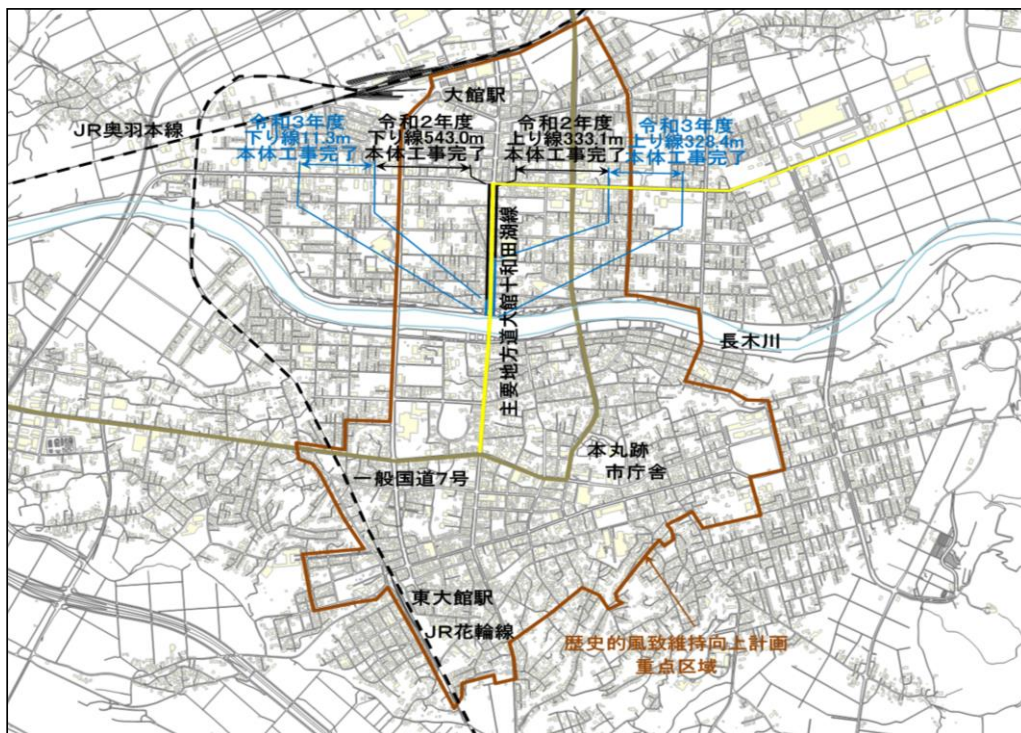 大館駅
JR奥羽本線
令和3年度
下り線11.3m
本体工事完了
令和2年度
下り線543.0m
本体工事完了
令和2年度
上り線333.1m
本体工事完了
令和3年度
上り線328.4m
本体工事完了
主要地方道大館十和田湖線
長木川
本丸跡
市庁舎
一般国道7号
東大館駅
JR花輪線
歴史的風致維持向上計画
重点区域